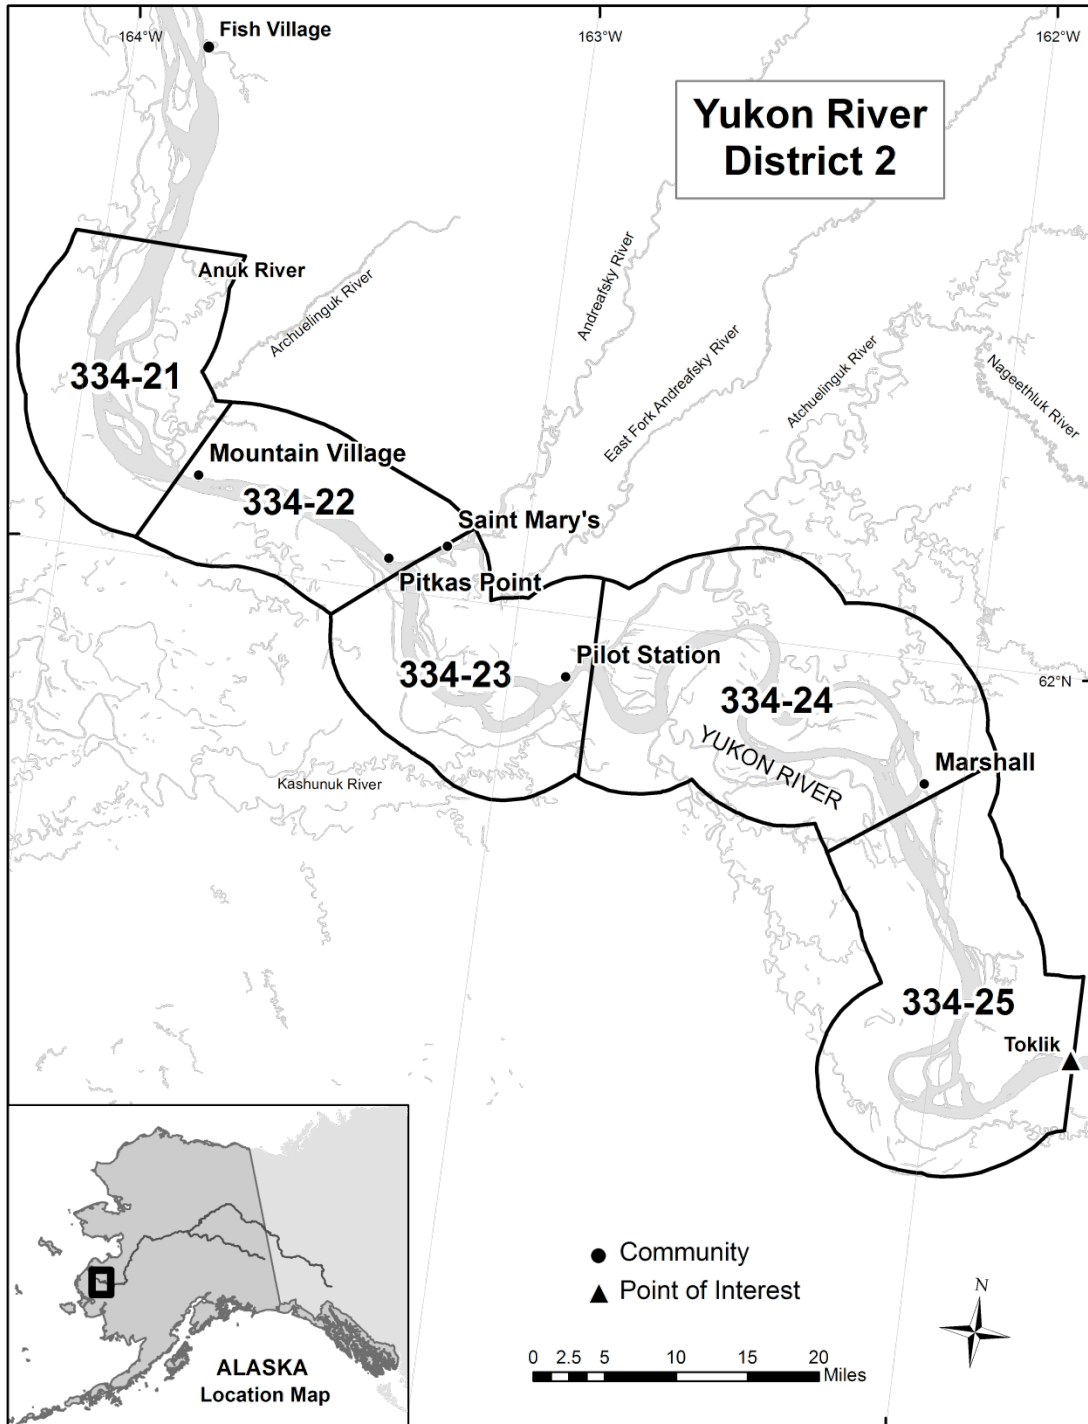 Fish Village
164°W
163°W
162°W
Yukon River
District 2
Anuk River
Archuelinguk River
Andreafsky River
East Fork Andreafsky River
Atchuelinguk River
Nageethluk River
334-21
Mountain Village
334-22
Saint Mary's
Pitkas Point
334-23
Pilot Station
334-24
62°N
YUKON RIVER
Marshall
Kashunuk River
334-25
Toklik
ALASKA
Location Map
Community
Point of Interest
N
0 2.5 5 10 15 20
Miles